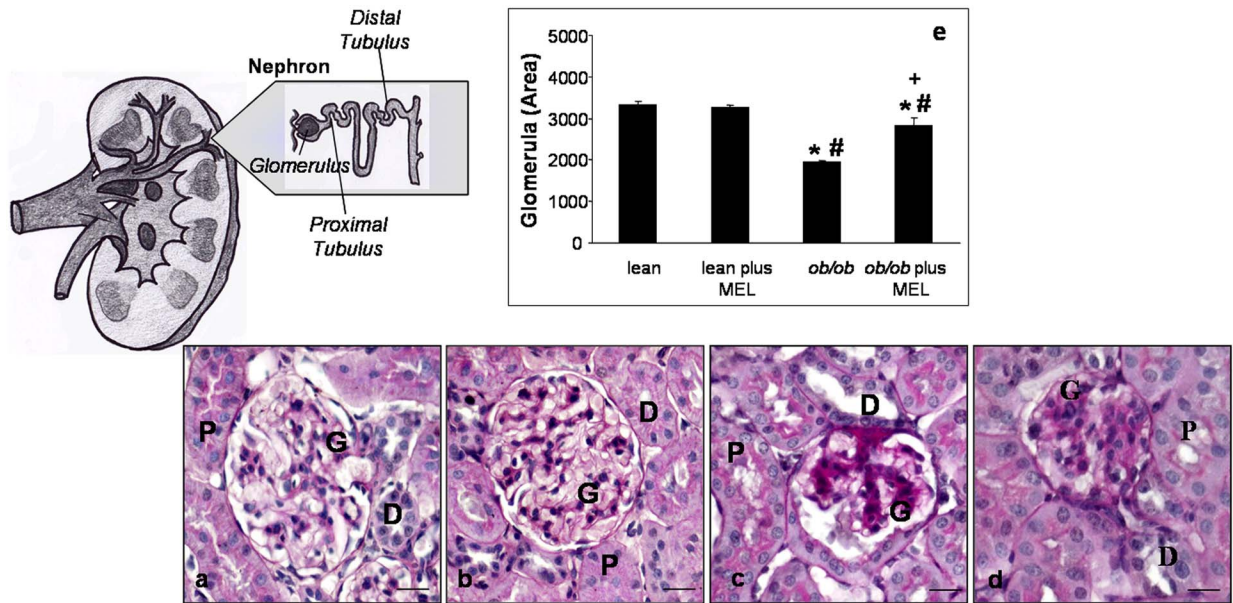 Distal
Tubulus
Nephron
Glomerulus
Proximal
Tubulus
e
Glomerula (Area)
5000
4000
3000
2000
1000
0
* #
+
* #
lean
lean plus
MEL
ob/ob
ob/ob plus
MEL
P
G
D
a
D
G
P
b
D
P
G
c
G
P
D
d